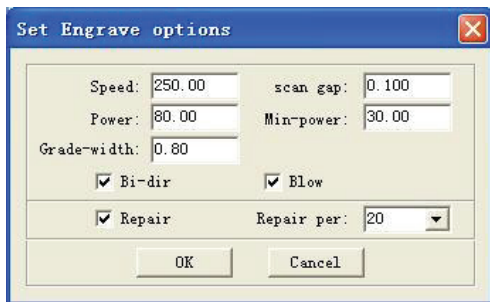 Set Engrave options
Speed: 250.00 scan gap: 0.100
Power: 80.00 Min-power: 30.00
Grade-width: 0.80
Bi-dir Blow
Repair Repair per: 20
OK Cancel